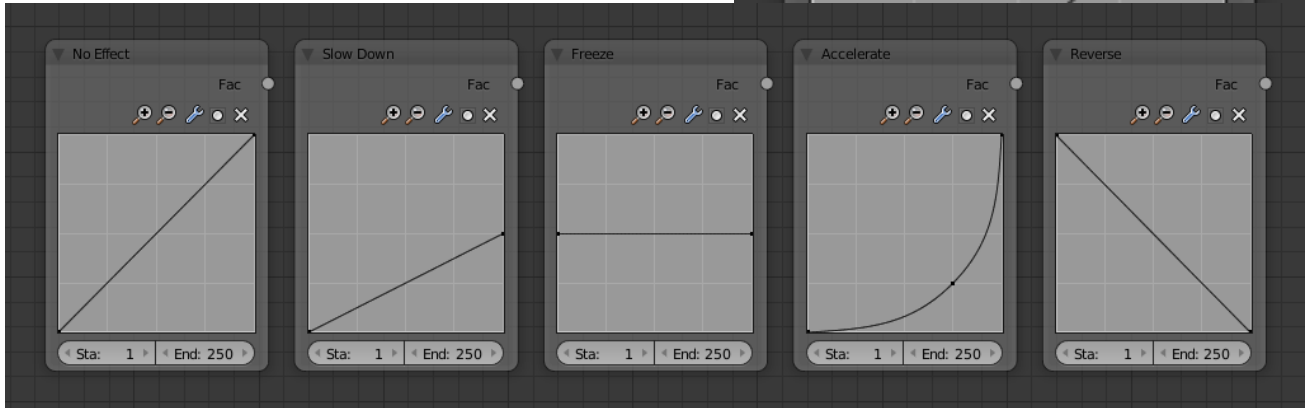 No Effect
Fac
Sta: 1 End: 250
Slow Down
Fac
Sta: 1 End: 250
Freeze
Fac
Sta: 1 End: 250
Accelerate
Fac
Sta: 1 End: 250
Reverse
Fac
Sta: 1 End: 250